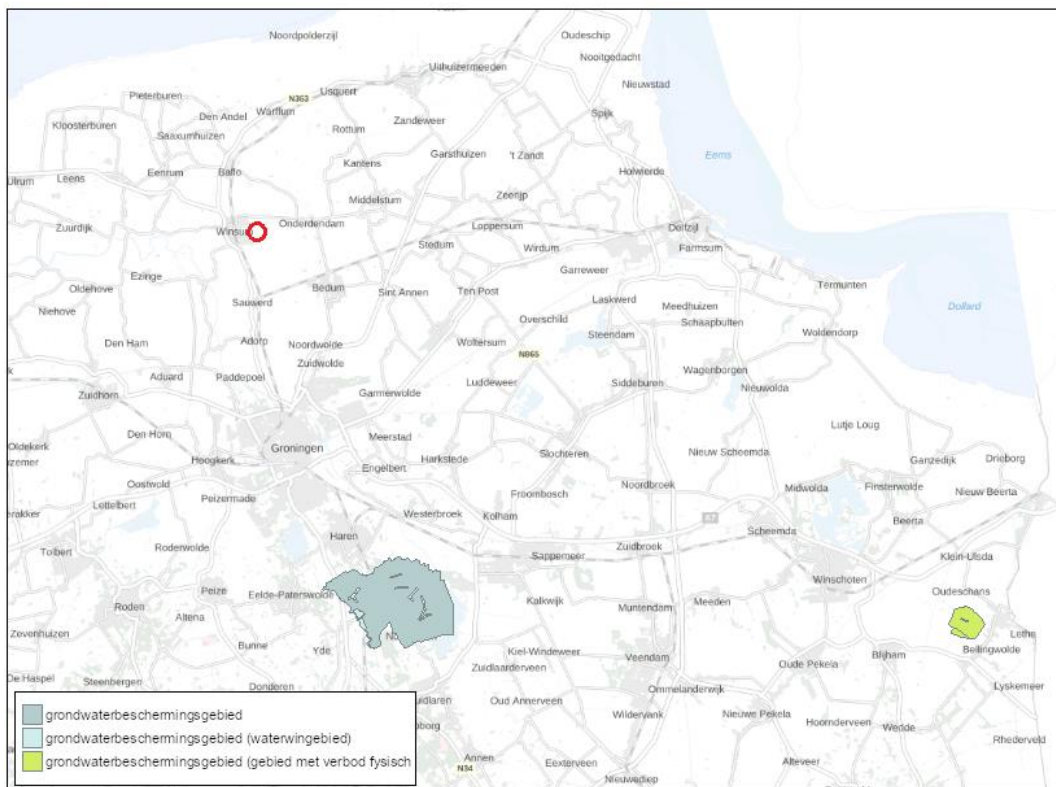 Noordpolderzijl
Oudeschip
Nooitgedacht
Uithuizermeeden
Nieuwstad
Usquert
Pieterburen
N363
Warffum
Den Andel
Zandeweer
Spijk
Kloosterburen
Saaxumhuizen
Rottum
Garsthuizen
't Zandt
Eems
Kantens
Holwierde
Ulrum
Leens
Eenrum
Baflo
Middelstum
Zeerijp
Zuurdijk
Onderdendam
Loppersum
Delfzijl
Stedum
Wirdum
Farmsum
Ezinge
Garreweer
Oldehove
Bedum
Sint Annen
Ten Post
Termunten
Niehove
Sauwerd
Laskwerd
Meedhuizen
Dollard
Overschild
Schaapbulten
Den Ham
Adorp
Noordwolde
Woltersum
Steendam
Woldendorp
Zuidwolde
N865
Aduard
Paddepoel
Luddeweer
Siddeburen
Wagenborgen
Nieuwolda
Zuidhorn
Garmerwolde
Den Horn
Meerstad
Lutje Loug
Oldekerk
Groningen
Hoogkerk
Engelbert
Harkstede
Slochteren
Nieuw Scheemda
Ganzedijk
Drieborg
Oostwold
Noordbroek
Midwolda
Finsterwolde
Nieuw Beerta
Lettelbert
Peizermade
Froombosch
Westerbroek
Kolham
Scheemda
Beerta
Tolbert
Roderwolde
Haren
Sappemeer
Zuidbroek
Klein-Ulsda
Winschoten
Roden
Peize
Eelde-Paterswolde
Kalkwijk
Muntendam
Meeden
Oudeschans
Zevenhuizen
Altena
Lethe
Bunne
Yde
Kiel-Windeweer
Veendam
Blijham
Bellingwolde
De Haspel
Steenbergen
Donderen
Zuidlaarderveen
Oude Pekela
Lyskemeer
Oud Annerveen
Ommelanderwijk
Wildervank
Nieuwe Pekela
Hoornderveen
Wedde
Rhederveld
Annen
N34
Eexterveen
Nieuwediep
Alteveer
grondwaterbeschermingsgebied
grondwaterbeschermingsgebied (waterwingebied)
grondwaterbeschermingsgebied (gebied met verbod fysisch